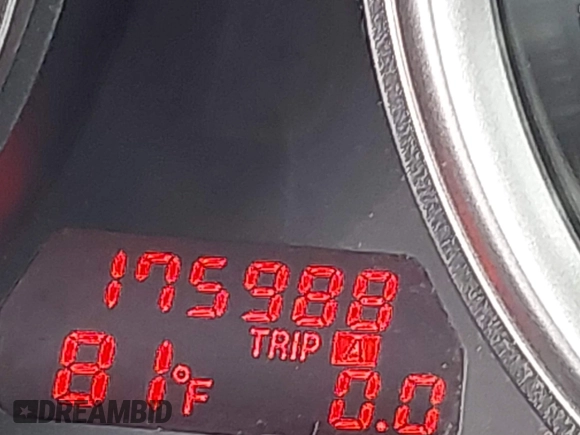 175988
TRIP A
81°F 0.0
DREAMBID